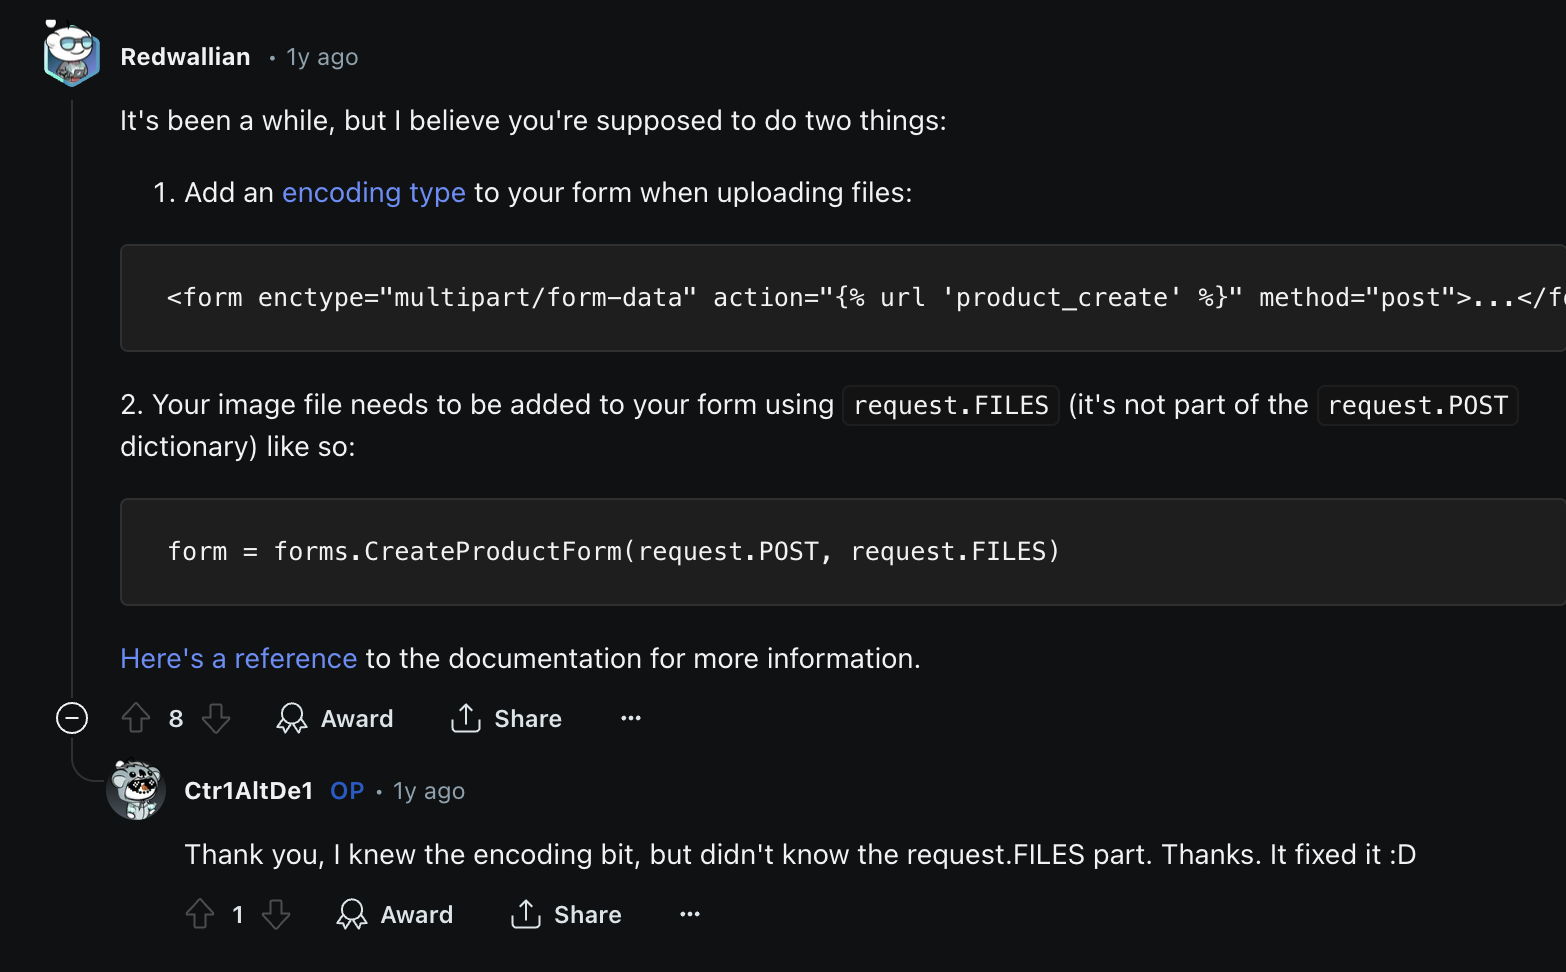 Redwallian • 1y ago
It's been a while, but I believe you're supposed to do two things:
1. Add an encoding type to your form when uploading files:
<form enctype="multipart/form-data" action="{% url 'product_create' %}" method="post">...</fo
2. Your image file needs to be added to your form using request.FILES (it's not part of the request.POST
dictionary) like so:
form = forms.CreateProductForm(request.POST, request.FILES)
Here's a reference to the documentation for more information.
8 Award Share ...
Ctr1AltDe1 OP • 1y ago
Thank you, I knew the encoding bit, but didn't know the request.FILES part. Thanks. It fixed it :D
1 Award Share ...